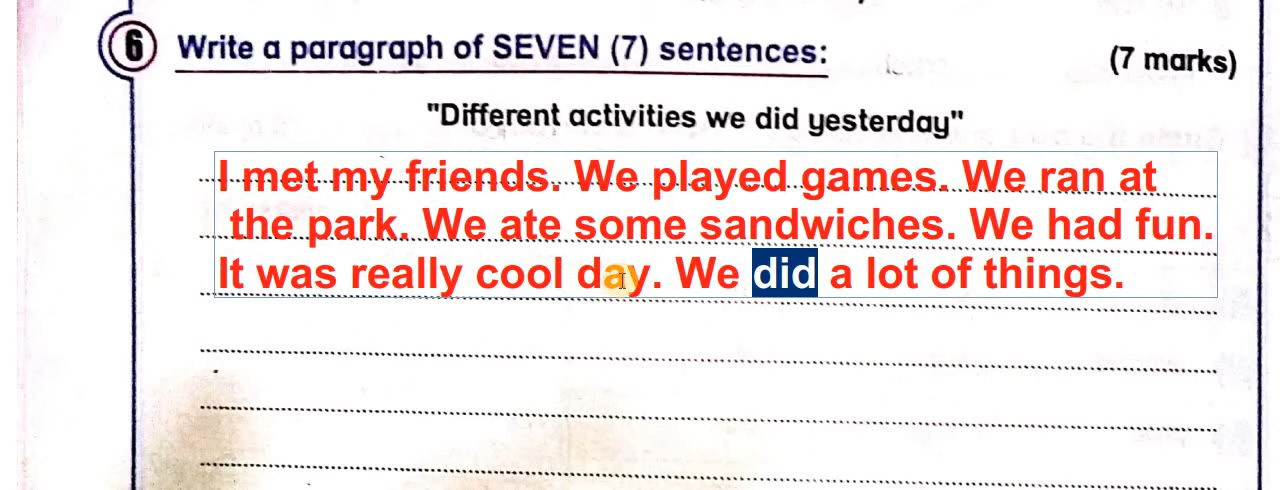 6 Write a paragraph of SEVEN (7) sentences: (7 marks)
"Different activities we did yesterday"
I met my friends. We played games. We ran at
the park. We ate some sandwiches. We had fun.
It was really cool day. We did a lot of things.